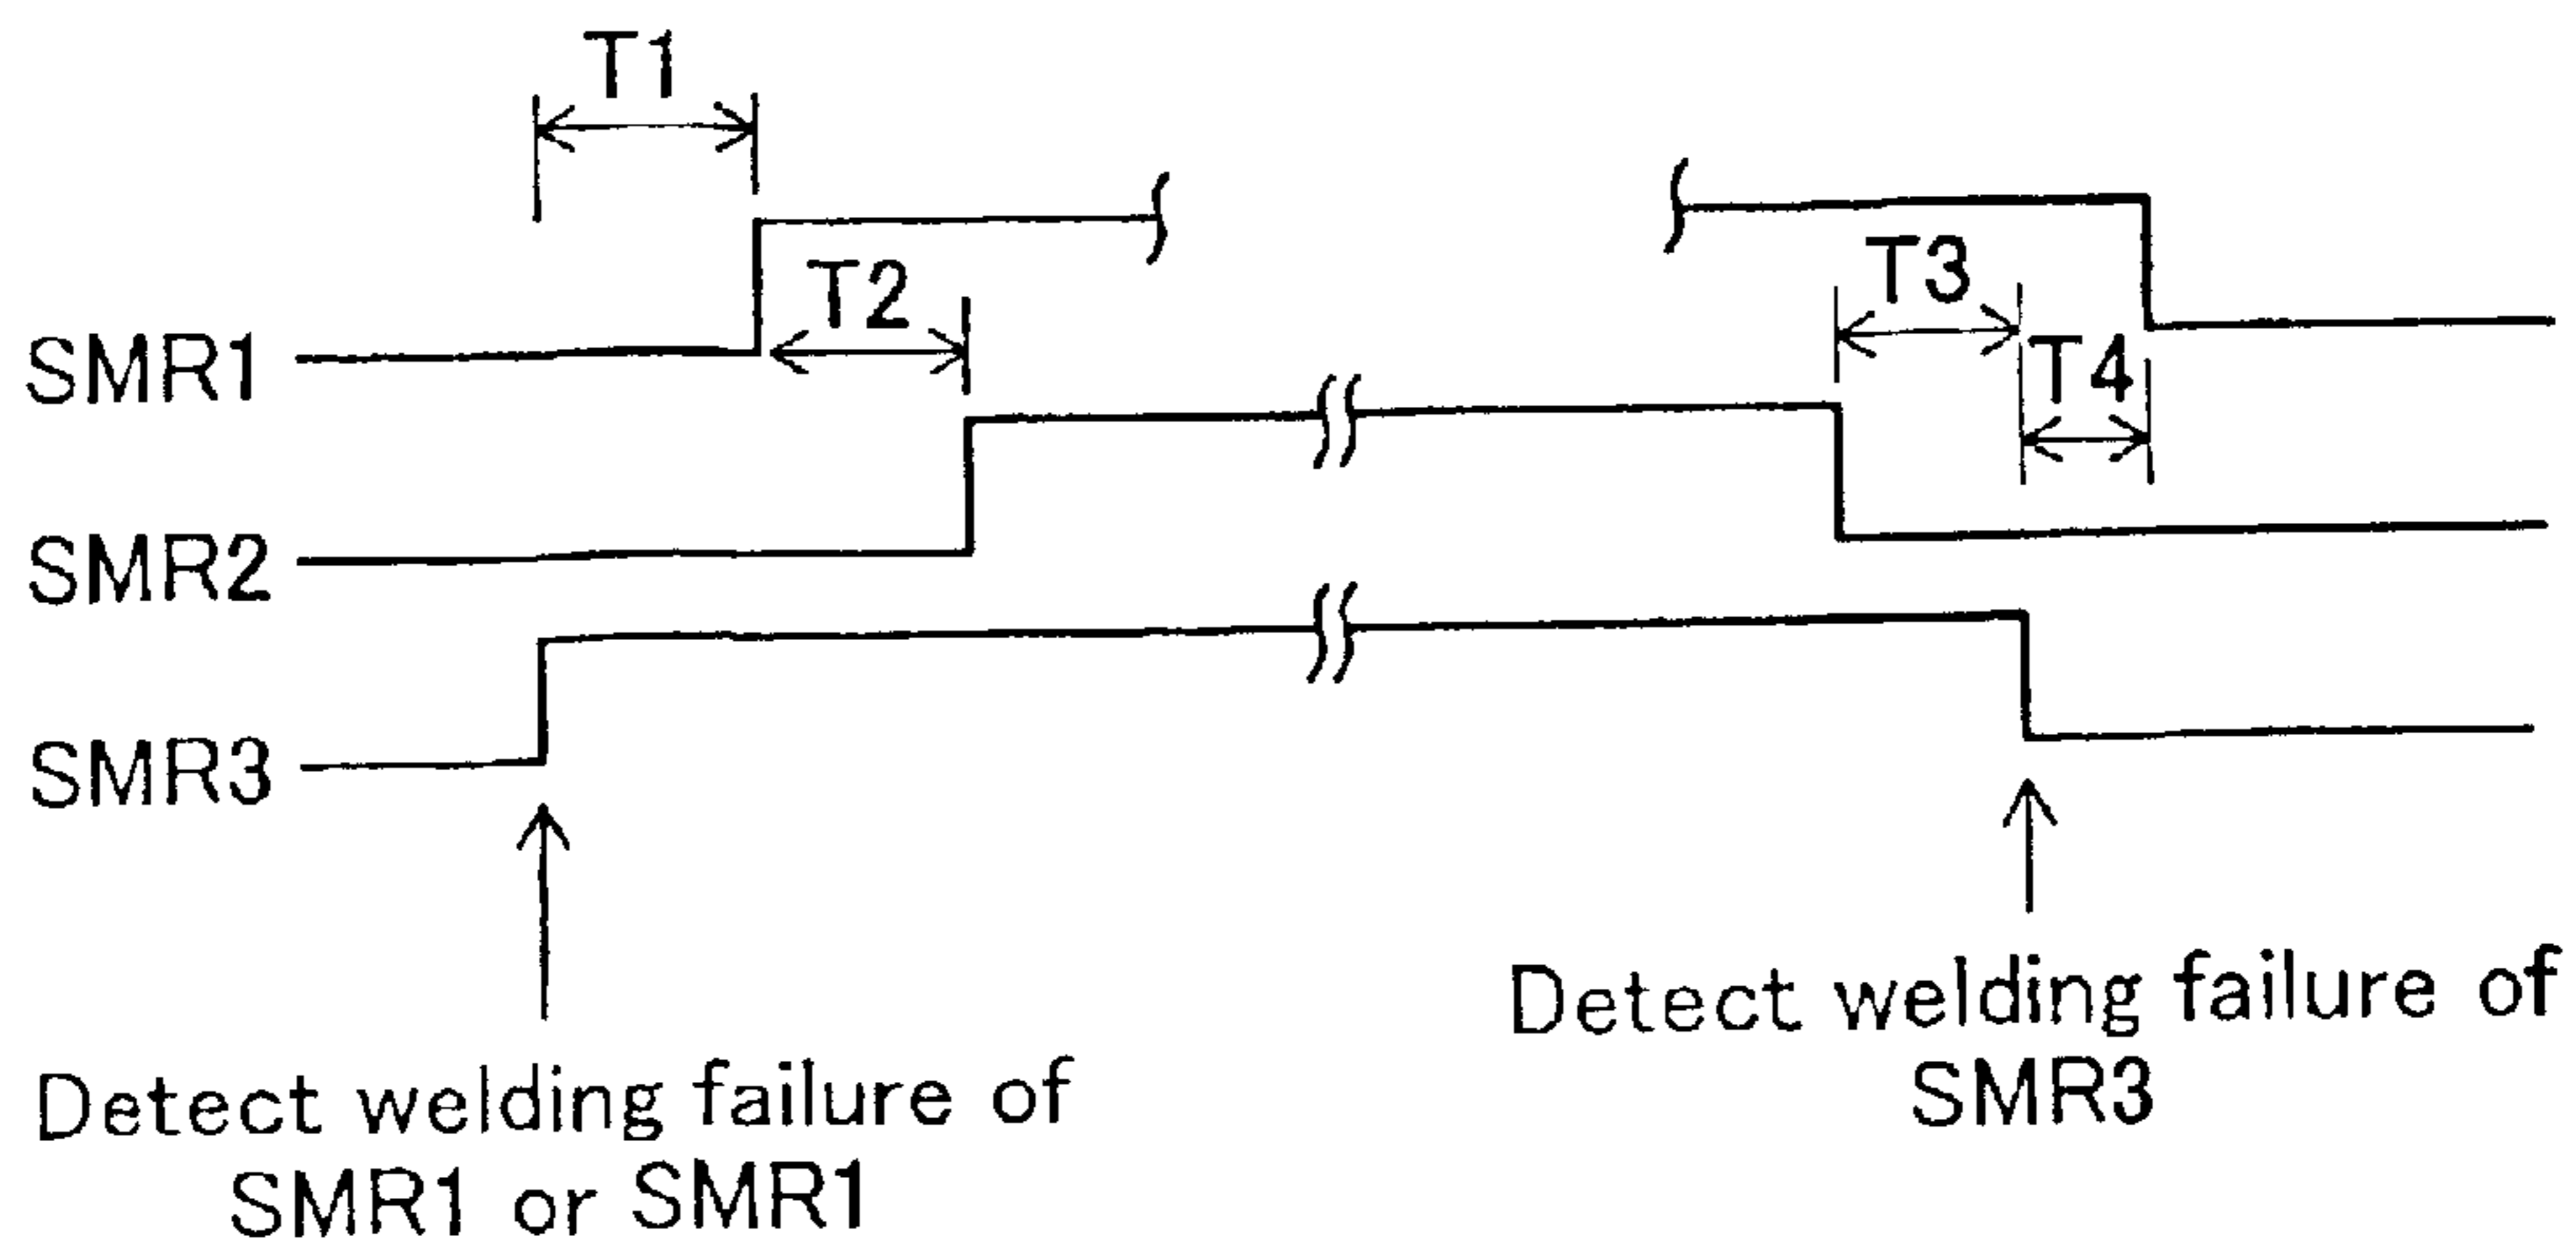 T1
T2
T3
T4
SMR1
SMR2
SMR3
Detect welding failure of
SMR1 or SMR1
Detect welding failure of
SMR3